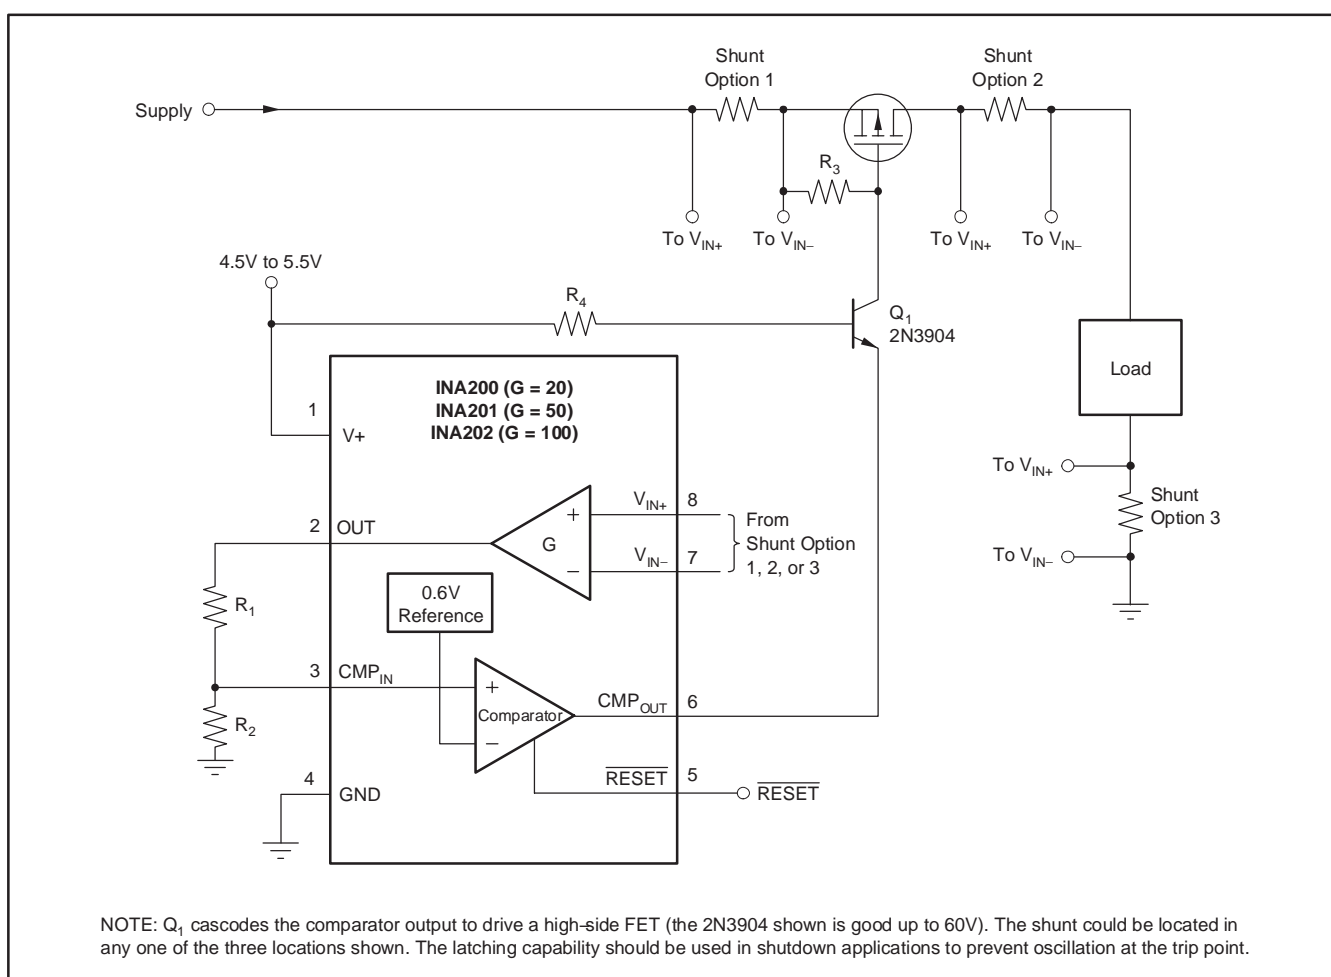 Shunt
Option 1
Shunt
Option 2
Supply
R3
To VIN+
To VIN–
To VIN+
To VIN–
4.5V to 5.5V
R4
Q1
2N3904
Load
INA200 (G = 20)
INA201 (G = 50)
INA202 (G = 100)
1
V+
To VIN+
Shunt
Option 3
To VIN–
VIN+
8
2
OUT
G
From
Shunt Option
1, 2, or 3
VIN–
7
0.6V
Reference
R1
3
CMPIN
CMPOUT
6
Comparator
R2
4
GND
RESET
5
RESET
NOTE: Q1 cascodes the comparator output to drive a high–side FET (the 2N3904 shown is good up to 60V). The shunt could be located in
any one of the three locations shown. The latching capability should be used in shutdown applications to prevent oscillation at the trip point.